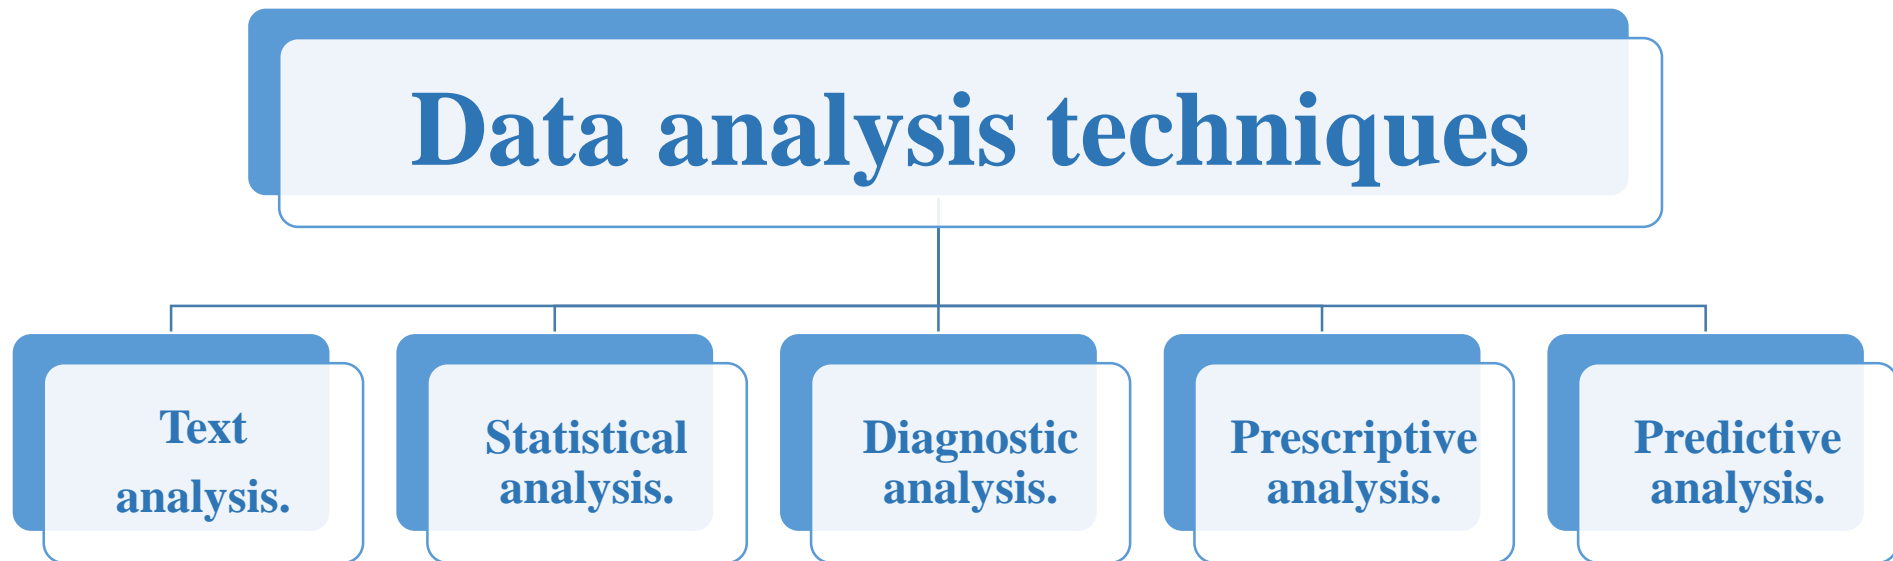 Data analysis techniques
Text
analysis.
Statistical
analysis.
Diagnostic
analysis.
Prescriptive
analysis.
Predictive
analysis.